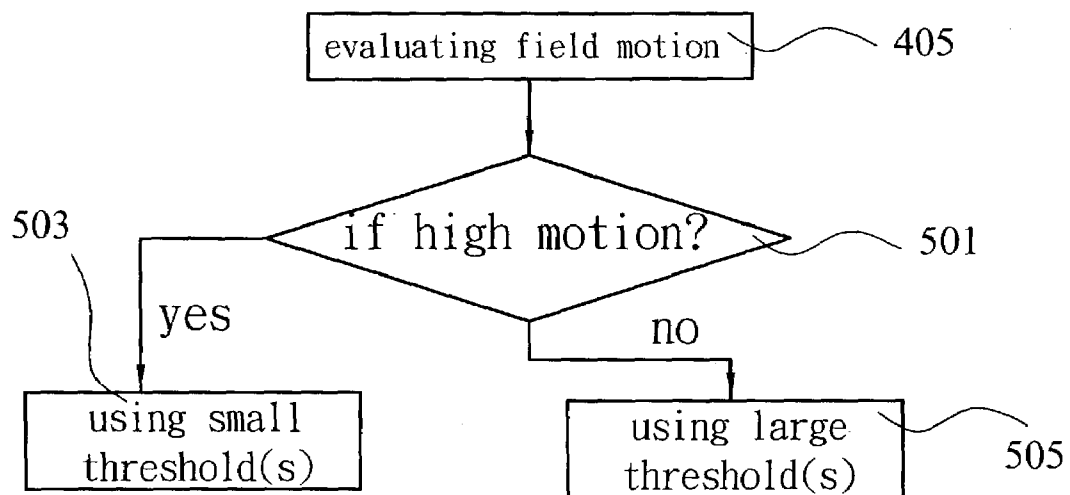 evaluating field motion
405
if high motion?
501
503
yes
no
using small
threshold(s)
using large
threshold(s)
505